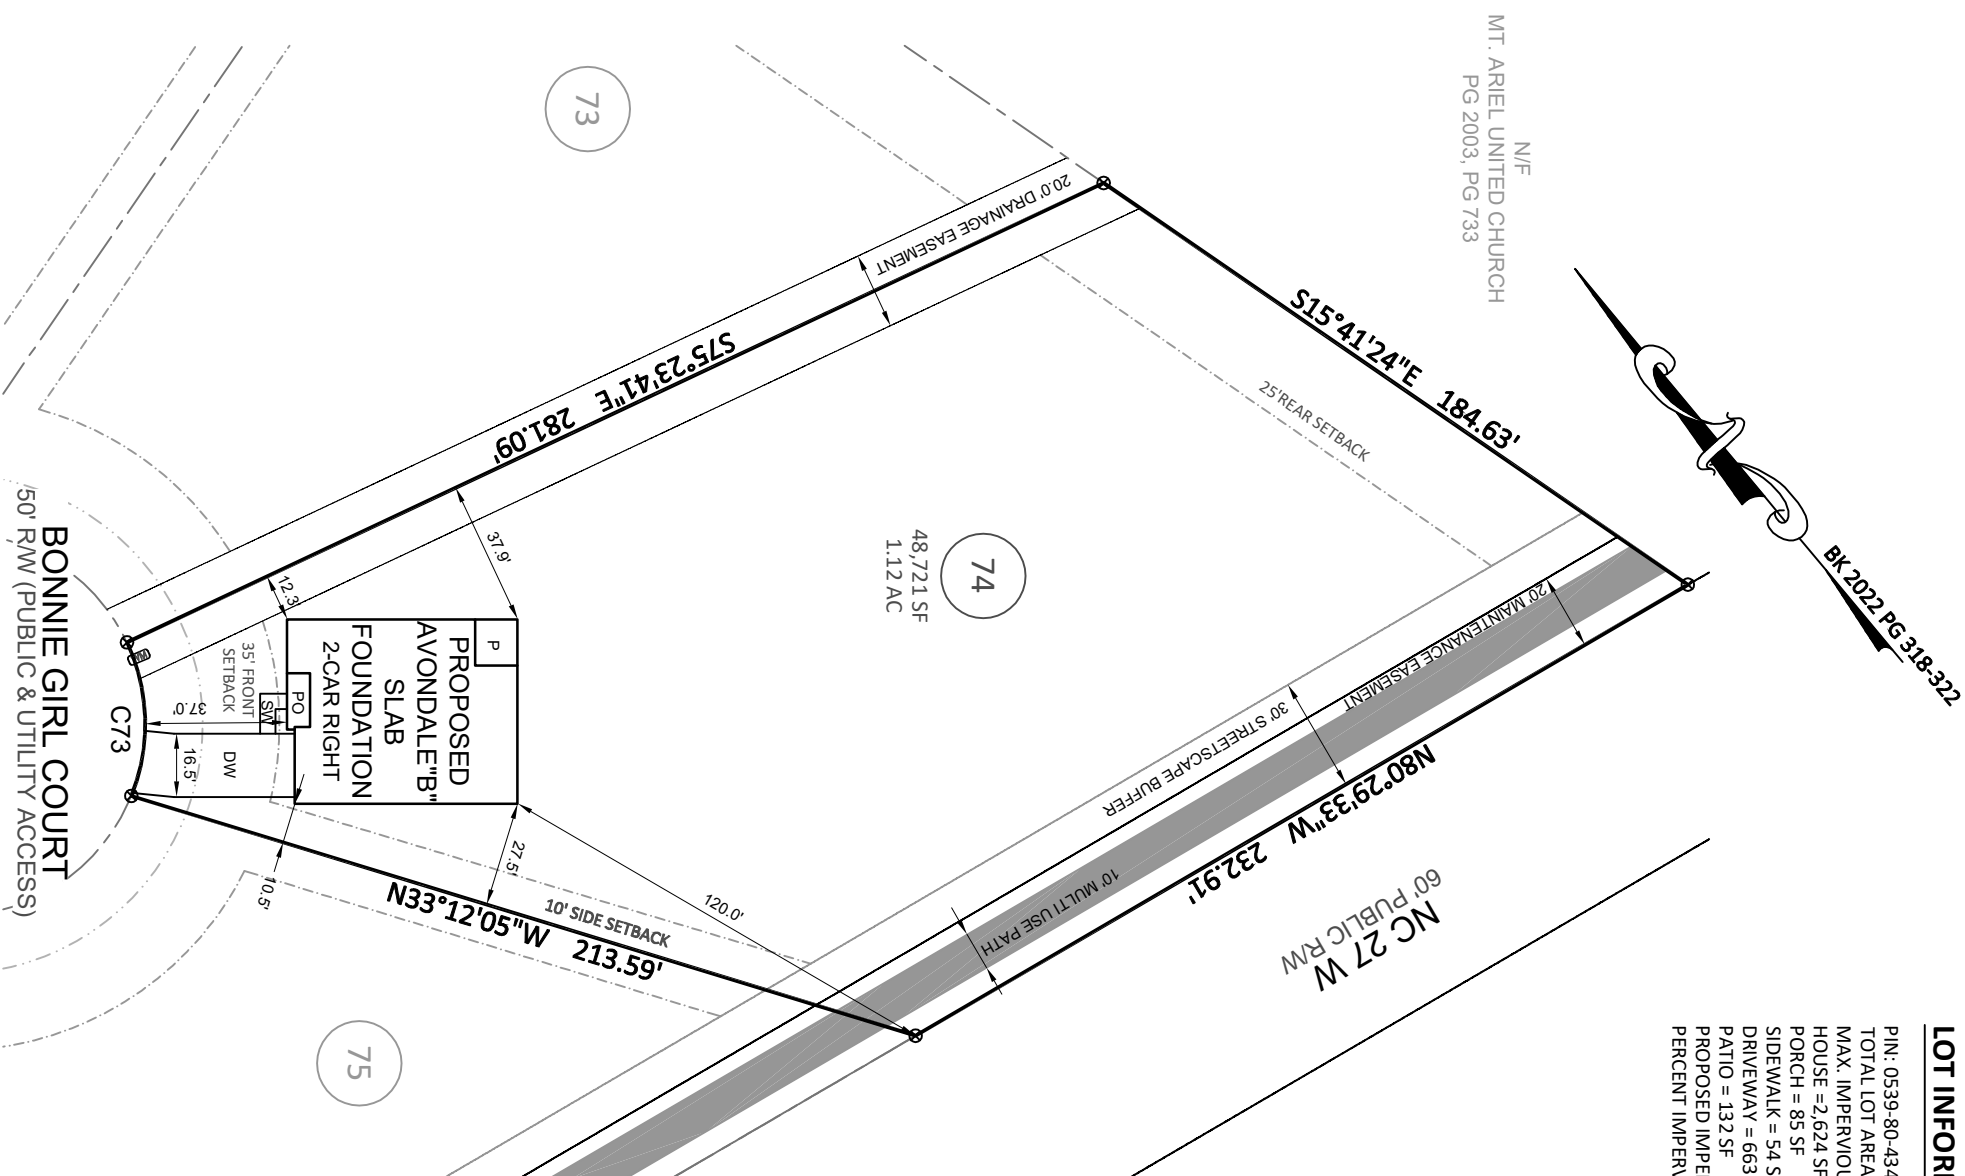 N/F
MT. ARIEL UNITED CHURCH
PG 2003, PG 733
73
20.0' DRAINAGE EASEMENT
S15°41'24"E 184.63'
S75°23'41"E 281.09'
25'REAR SETBACK
BK 2022 PG 318-322
74
48,721 SF
1.12 AC
37.9'
12.3'
20' MAINTENANCE EASEMENT
30' STREETSCAPE BUFFER
10' MULTI USE PATH
N80°29'33"W 232.91'
NC 27 W
60' PUBLIC R/W
P
PROPOSED
AVONDALE"B"
SLAB
FOUNDATION
2-CAR RIGHT
PO
SW
35' FRONT
SETBACK
37.0'
DW
16.5'
C73
WM
BONNIE GIRL COURT
50' R/W (PUBLIC & UTILITY ACCESS)
10.5'
27.5'
120.0'
10' SIDE SETBACK
N33°12'05"W 213.59'
75
LOT INFOR
PIN: 0539-80-434
TOTAL LOT AREA
MAX. IMPERVIOU
HOUSE =2,624 SF
PORCH = 85 SF
SIDEWALK = 54 S
DRIVEWAY = 663
PATIO = 132 SF
PROPOSED IMPE
PERCENT IMPERV